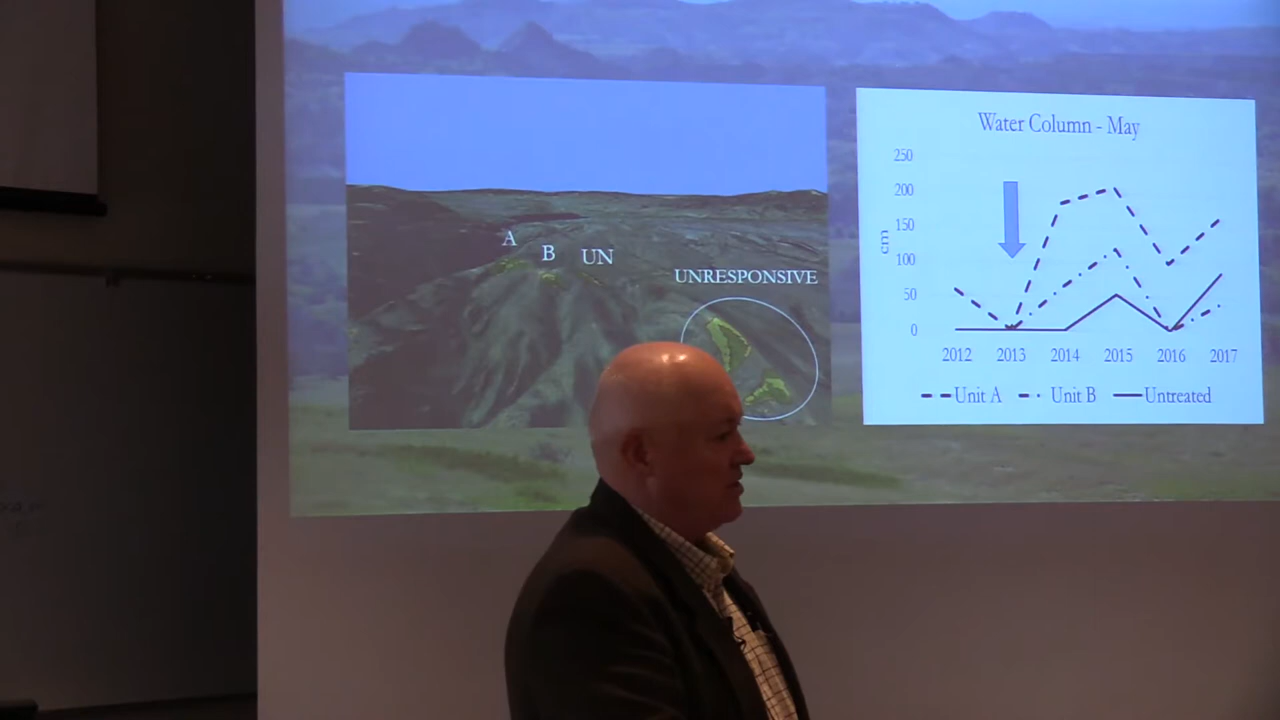 A
B
UN
UNRESPONSIVE
Water Column - May
250
200
150
100
50
0
cm
2012 2013 2014 2015 2016 2017
Unit A Unit B Untreated